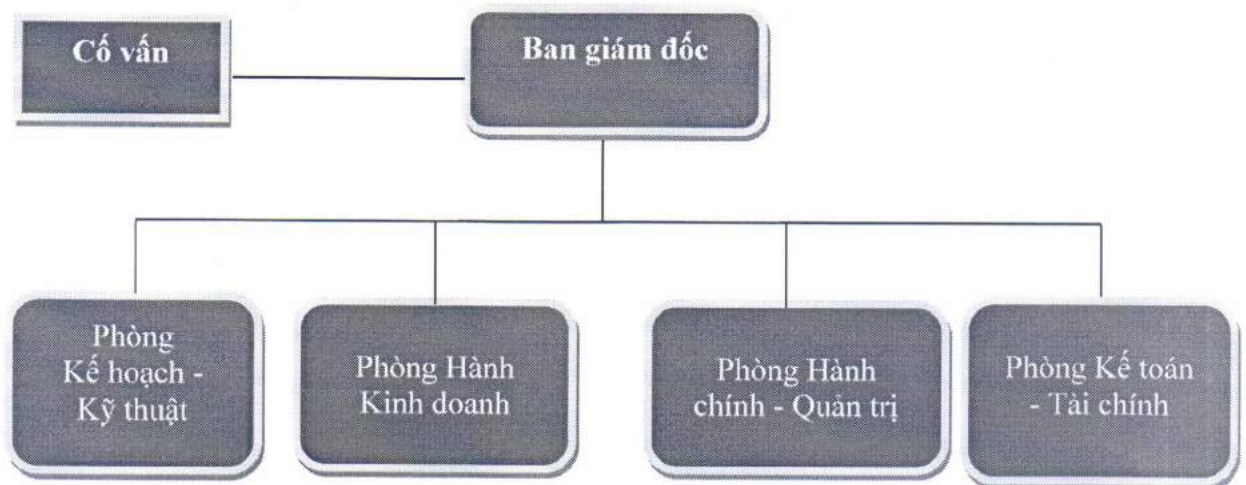 Cố vấn
Ban giám đốc
Phòng
Kế hoạch -
Kỹ thuật
Phòng Hành
Kinh doanh
Phòng Hành
chính - Quản trị
Phòng Kế toán
- Tài chính